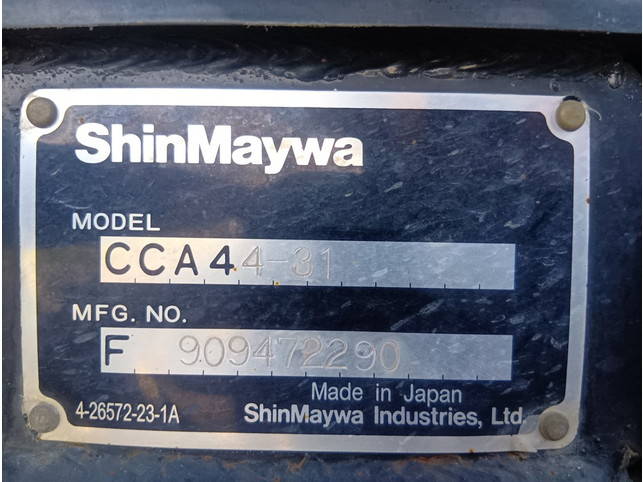 ShinMaywa
MODEL
CCA44-31
MFG. NO.
F 909472290
Made in Japan
4-26572-23-1A ShinMaywa Industries, Ltd.